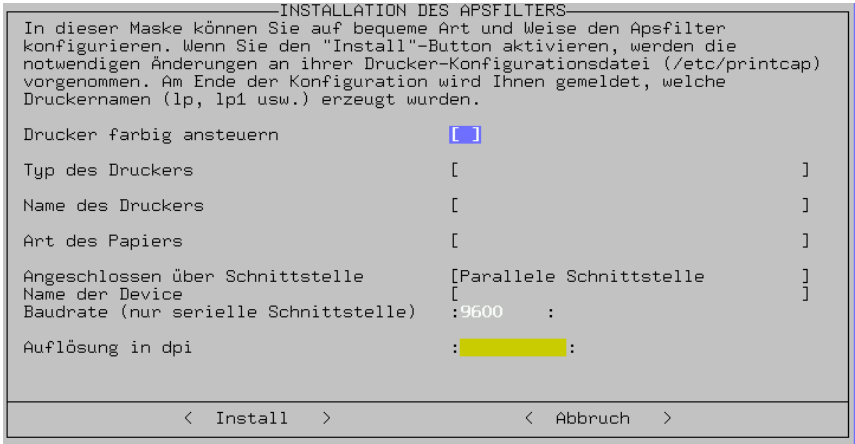 INSTALLATION DES APSFILTERS
In dieser Maske können Sie auf bequeme Art und Weise den Apsfilter
konfigurieren. Wenn Sie den "Install"-Button aktivieren, werden die
notwendigen Änderungen an ihrer Drucker-Konfigurationsdatei (/etc/printcap)
vorgenommen. Am Ende der Konfiguration wird Ihnen gemeldet, welche
Druckernamen (lp, lp1 usw.) erzeugt wurden.
Drucker farbig ansteuern [ ]
Typ des Druckers [ ]
Name des Druckers [ ]
Art des Papiers [ ]
Angeschlossen über Schnittstelle [Parallele Schnittstelle ]
Name der Device [ ]
Baudrate (nur serielle Schnittstelle) :9600 :
Auflösung in dpi : :
< Install > < Abbruch >